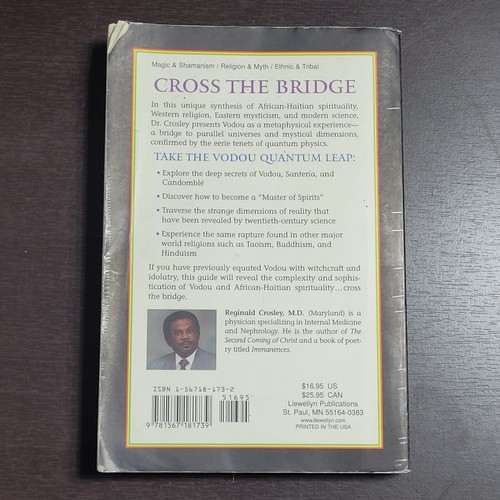 Magic & Shamanism / Religion & Myth / Ethnic & Tribal
CROSS THE BRIDGE
In this unique synthesis of African-Haitian spirituality,
Western religion, Eastern mysticism, and modern science,
Dr. Crosley presents Vodou as a metaphysical experience—
a bridge to parallel universes and mystical dimensions,
confirmed by the eerie tenets of quantum physics.
TAKE THE VODOU QUANTUM LEAP:
• Explore the deep secrets of Vodou, Santería, and
Candomblé
• Discover how to become a "Master of Spirits"
• Traverse the strange dimensions of reality that
have been revealed by twentieth-century science
• Experience the same rapture found in other major
world religions such as Taoism, Buddhism, and
Hinduism
If you have previously equated Vodou with witchcraft and
idolatry, this guide will reveal the complexity and sophis-
tication of Vodou and African-Haitian spirituality...cross
the bridge.
Reginald Crosley, M.D. (Maryland) is a
physician specializing in Internal Medicine
and Nephrology. He is the author of The
Second Coming of Christ and a book of poet-
ry titled Immanences.
ISBN 1-56718-173-2
51695
9 781567 181739
$16.95 US
$25.95 CAN
Llewellyn Publications
St. Paul, MN 55164-0383
www.llewellyn.com
PRINTED IN THE USA